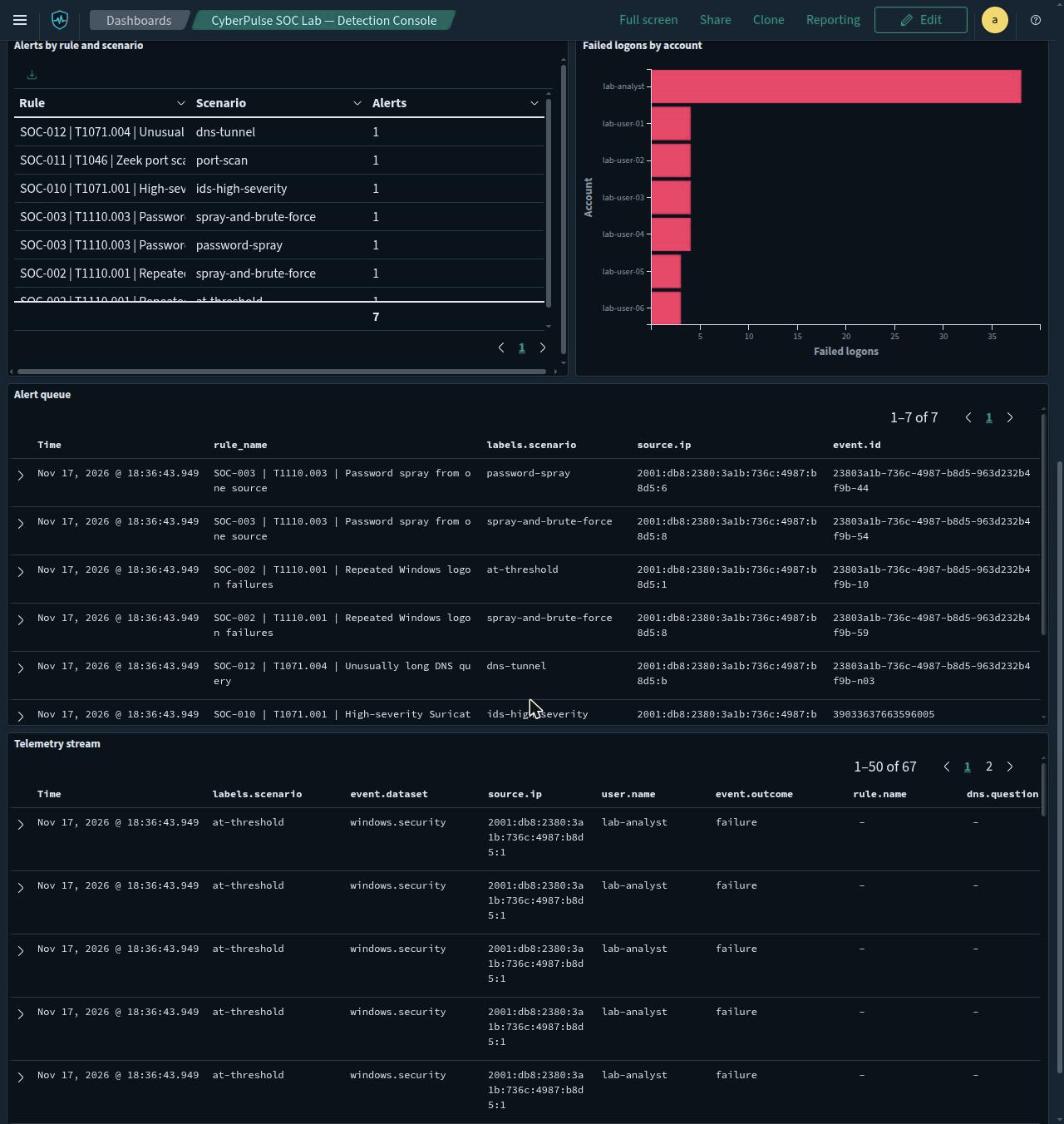 Dashboards
CyberPulse SOC Lab — Detection Console
Full screen
Share
Clone
Reporting
Edit
a
Alerts by rule and scenario
Rule Scenario Alerts
SOC-012 | T1071.004 | Unusual dns-tunnel 1
SOC-011 | T1046 | Zeek port sca port-scan 1
SOC-010 | T1071.001 | High-sev ids-high-severity 1
SOC-003 | T1110.003 | Passwor spray-and-brute-force 1
SOC-003 | T1110.003 | Passwor password-spray 1
SOC-002 | T1110.001 | Repeate spray-and-brute-force 1
SOC-002 | T1110.001 | Repeate at-threshold 1
7
1
Failed logons by account
Account
lab-analyst
lab-user-01
lab-user-02
lab-user-03
lab-user-04
lab-user-05
lab-user-06
5 10 15 20 25 30 35
Failed logons
Alert queue
1–7 of 7
1
Time rule_name labels.scenario source.ip event.id
Nov 17, 2026 @ 18:36:43.949 SOC-003 | T1110.003 | Password spray from o password-spray 2001:db8:2380:3a1b:736c:4987:b 23803a1b-736c-4987-b8d5-963d232b4
ne source 8d5:6 f9b-44
Nov 17, 2026 @ 18:36:43.949 SOC-003 | T1110.003 | Password spray from o spray-and-brute-force 2001:db8:2380:3a1b:736c:4987:b 23803a1b-736c-4987-b8d5-963d232b4
ne source 8d5:8 f9b-54
Nov 17, 2026 @ 18:36:43.949 SOC-002 | T1110.001 | Repeated Windows logo at-threshold 2001:db8:2380:3a1b:736c:4987:b 23803a1b-736c-4987-b8d5-963d232b4
n failures 8d5:1 f9b-10
Nov 17, 2026 @ 18:36:43.949 SOC-002 | T1110.001 | Repeated Windows logo spray-and-brute-force 2001:db8:2380:3a1b:736c:4987:b 23803a1b-736c-4987-b8d5-963d232b4
n failures 8d5:8 f9b-59
Nov 17, 2026 @ 18:36:43.949 SOC-012 | T1071.004 | Unusually long DNS qu dns-tunnel 2001:db8:2380:3a1b:736c:4987:b 23803a1b-736c-4987-b8d5-963d232b4
ery 8d5:b f9b-n03
Nov 17, 2026 @ 18:36:43.949 SOC-010 | T1071.001 | High-severity Suricat ids-high-severity 2001:db8:2380:3a1b:736c:4987:b 39033637663596005
Telemetry stream
1–50 of 67
1 2
Time labels.scenario event.dataset source.ip user.name event.outcome rule.name dns.question
Nov 17, 2026 @ 18:36:43.949 at-threshold windows.security 2001:db8:2380:3a lab-analyst failure – –
1b:736c:4987:b8d
5:1
Nov 17, 2026 @ 18:36:43.949 at-threshold windows.security 2001:db8:2380:3a lab-analyst failure – –
1b:736c:4987:b8d
5:1
Nov 17, 2026 @ 18:36:43.949 at-threshold windows.security 2001:db8:2380:3a lab-analyst failure – –
1b:736c:4987:b8d
5:1
Nov 17, 2026 @ 18:36:43.949 at-threshold windows.security 2001:db8:2380:3a lab-analyst failure – –
1b:736c:4987:b8d
5:1
Nov 17, 2026 @ 18:36:43.949 at-threshold windows.security 2001:db8:2380:3a lab-analyst failure – –
1b:736c:4987:b8d
5:1